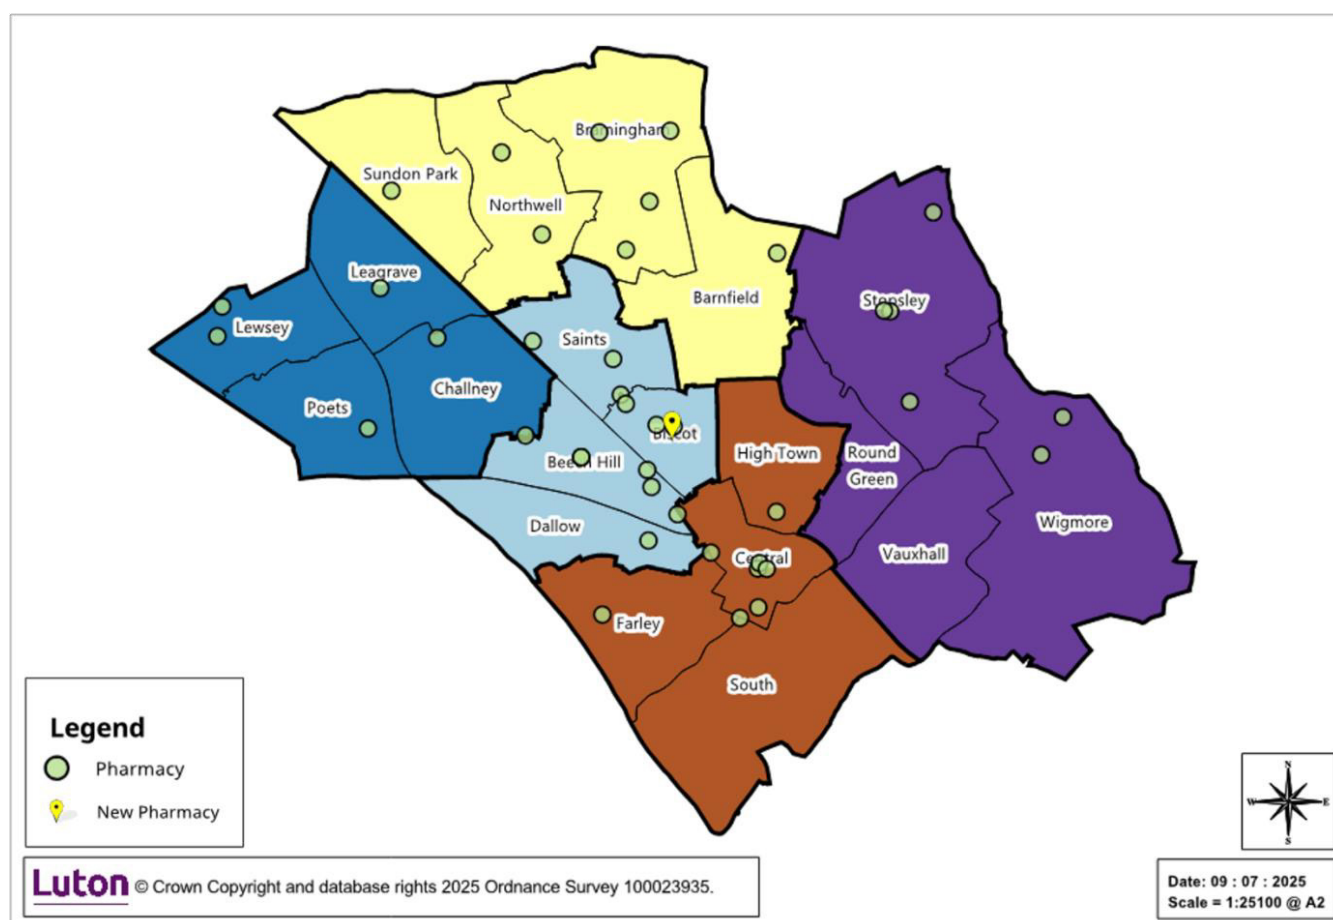 Bramingham
Sundon Park
Northwell
Leagrave
Barnfield
Stopsley
Lewsey
Saints
Challney
Poets
Biscot
High Town
Round
Green
Beech Hill
Dallow
Wigmore
Vauxhall
Central
Farley
South
Legend
Pharmacy
New Pharmacy
N
W E
S
Luton © Crown Copyright and database rights 2025 Ordnance Survey 100023935.
Date: 09 : 07 : 2025
Scale = 1:25100 @ A2